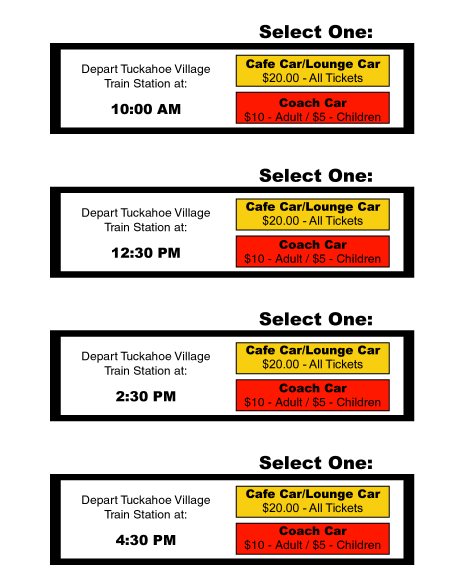 Select One:
Depart Tuckahoe Village
Train Station at:
10:00 AM
Cafe Car/Lounge Car
$20.00 - All Tickets
Coach Car
$10 - Adult / $5 - Children
Select One:
Depart Tuckahoe Village
Train Station at:
12:30 PM
Cafe Car/Lounge Car
$20.00 - All Tickets
Coach Car
$10 - Adult / $5 - Children
Select One:
Depart Tuckahoe Village
Train Station at:
2:30 PM
Cafe Car/Lounge Car
$20.00 - All Tickets
Coach Car
$10 - Adult / $5 - Children
Select One:
Depart Tuckahoe Village
Train Station at:
4:30 PM
Cafe Car/Lounge Car
$20.00 - All Tickets
Coach Car
$10 - Adult / $5 - Children